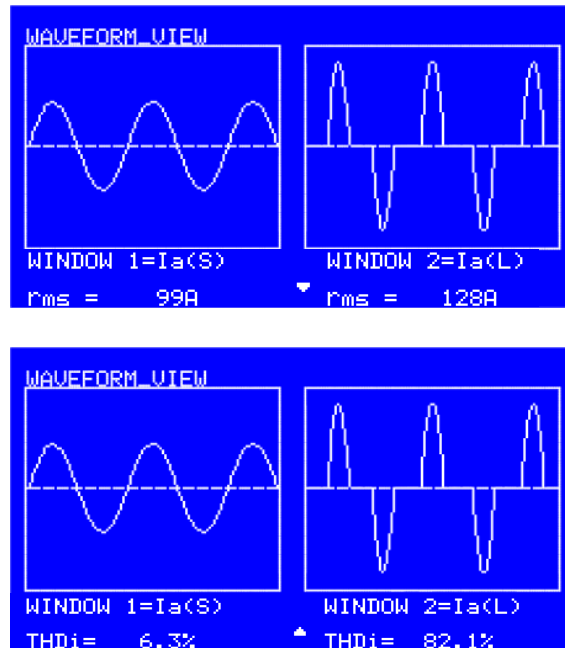 WAVEFORM_VIEW
WINDOW 1=Ia(S) WINDOW 2=Ia(L)
rms = 99A rms = 128A
WAVEFORM_VIEW
WINDOW 1=Ia(S) WINDOW 2=Ia(L)
THDi= 6.3% THDi= 82.1%